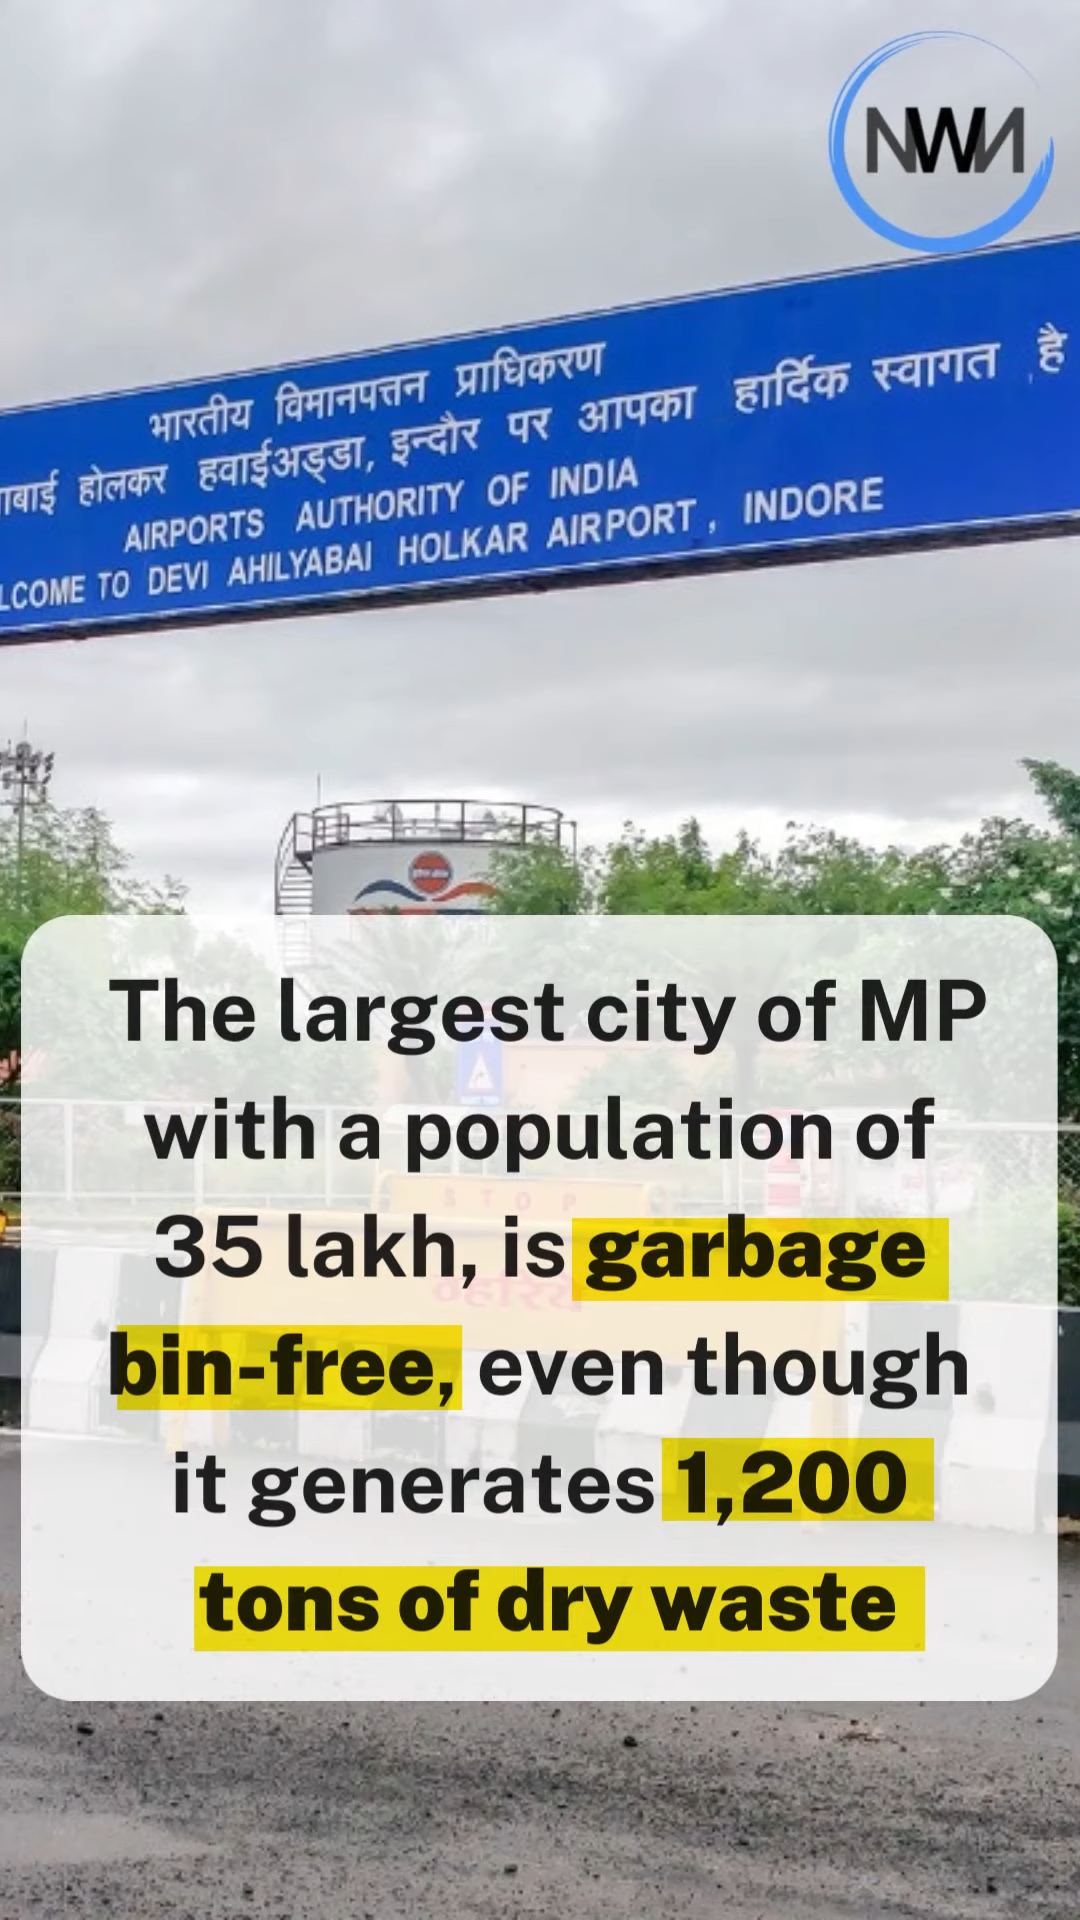 NWN
भारतीय विमानपत्तन प्राधिकरण
होलकर हवाईअड्डा, इन्दौर पर आपका हार्दिक स्वागत है
AIRPORTS AUTHORITY OF INDIA
LCOME TO DEVI AHILYABAI HOLKAR AIRPORT, INDORE
The largest city of MP
with a population of
35 lakh, is garbage
bin-free, even though
it generates 1,200
tons of dry waste
STOP